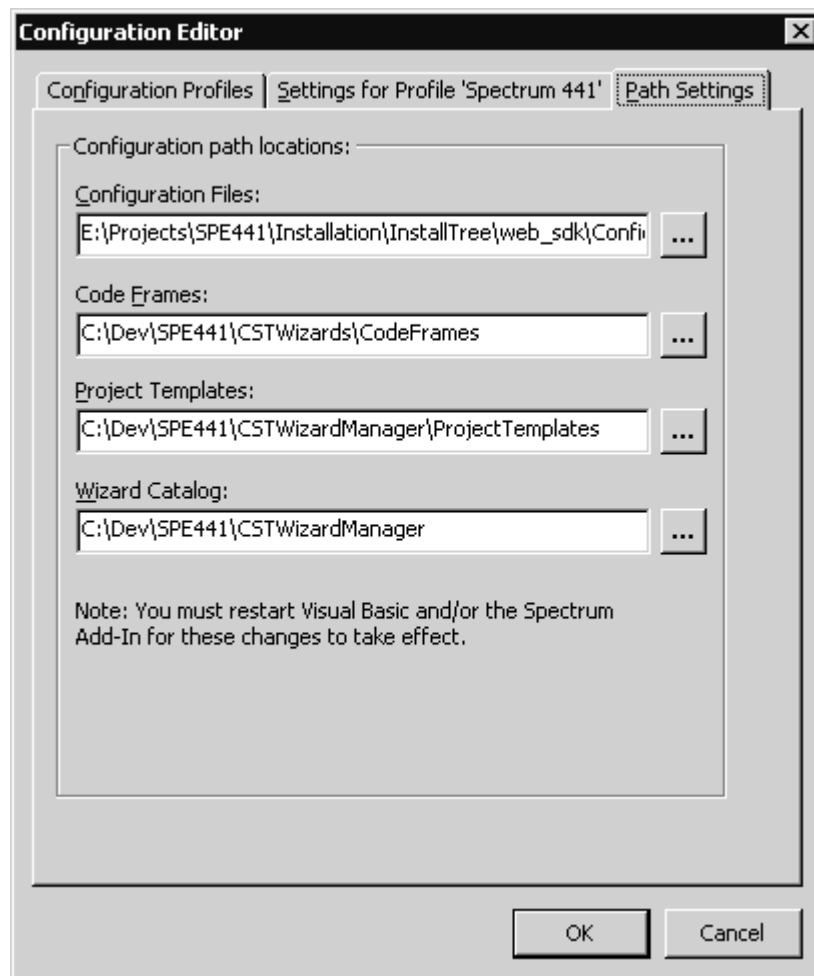 Configuration Editor
Configuration Profiles
Settings for Profile 'Spectrum 441'
Path Settings
Configuration path locations:
Configuration Files:
E:\Projects\SPE441\Installation\InstallTree\web_sdk\Confi
...
Code Frames:
C:\Dev\SPE441\CSTWizards\CodeFrames
...
Project Templates:
C:\Dev\SPE441\CSTWizardManager\ProjectTemplates
...
Wizard Catalog:
C:\Dev\SPE441\CSTWizardManager
...
Note: You must restart Visual Basic and/or the Spectrum
Add-In for these changes to take effect.
OK
Cancel